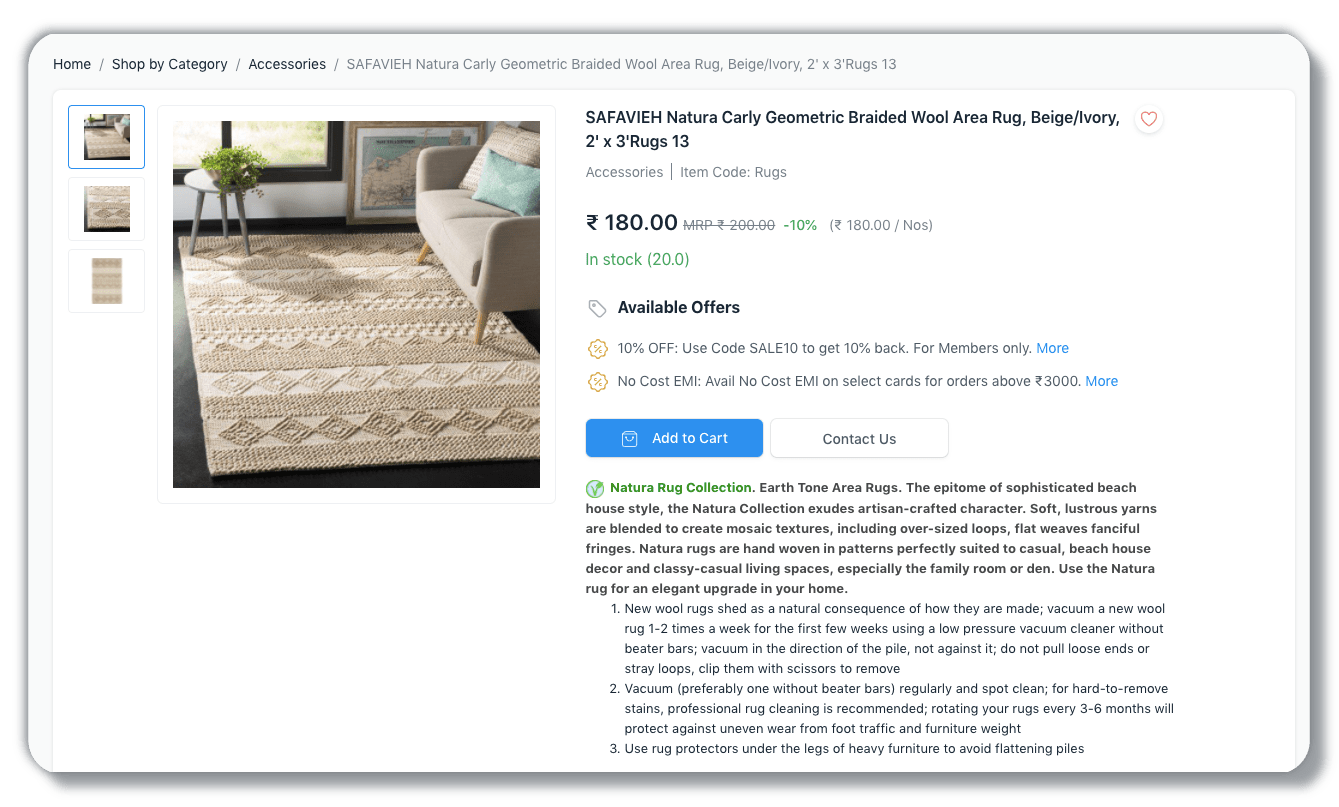 Home / Shop by Category / Accessories / SAFAVIEH Natura Carly Geometric Braided Wool Area Rug, Beige/Ivory, 2' x 3'Rugs 13
SAFAVIEH Natura Carly Geometric Braided Wool Area Rug, Beige/Ivory,
2' x 3'Rugs 13
Accessories | Item Code: Rugs
₹ 180.00 MRP ₹ 200.00 -10% (₹ 180.00 / Nos)
In stock (20.0)
Available Offers
10% OFF: Use Code SALE10 to get 10% back. For Members only. More
No Cost EMI: Avail No Cost EMI on select cards for orders above ₹3000. More
Add to Cart
Contact Us
Natura Rug Collection. Earth Tone Area Rugs. The epitome of sophisticated beach
house style, the Natura Collection exudes artisan-crafted character. Soft, lustrous yarns
are blended to create mosaic textures, including over-sized loops, flat weaves fanciful
fringes. Natura rugs are hand woven in patterns perfectly suited to casual, beach house
decor and classy-casual living spaces, especially the family room or den. Use the Natura
rug for an elegant upgrade in your home.
1. New wool rugs shed as a natural consequence of how they are made; vacuum a new wool
rug 1-2 times a week for the first few weeks using a low pressure vacuum cleaner without
beater bars; vacuum in the direction of the pile, not against it; do not pull loose ends or
stray loops, clip them with scissors to remove
2. Vacuum (preferably one without beater bars) regularly and spot clean; for hard-to-remove
stains, professional rug cleaning is recommended; rotating your rugs every 3-6 months will
protect against uneven wear from foot traffic and furniture weight
3. Use rug protectors under the legs of heavy furniture to avoid flattening piles